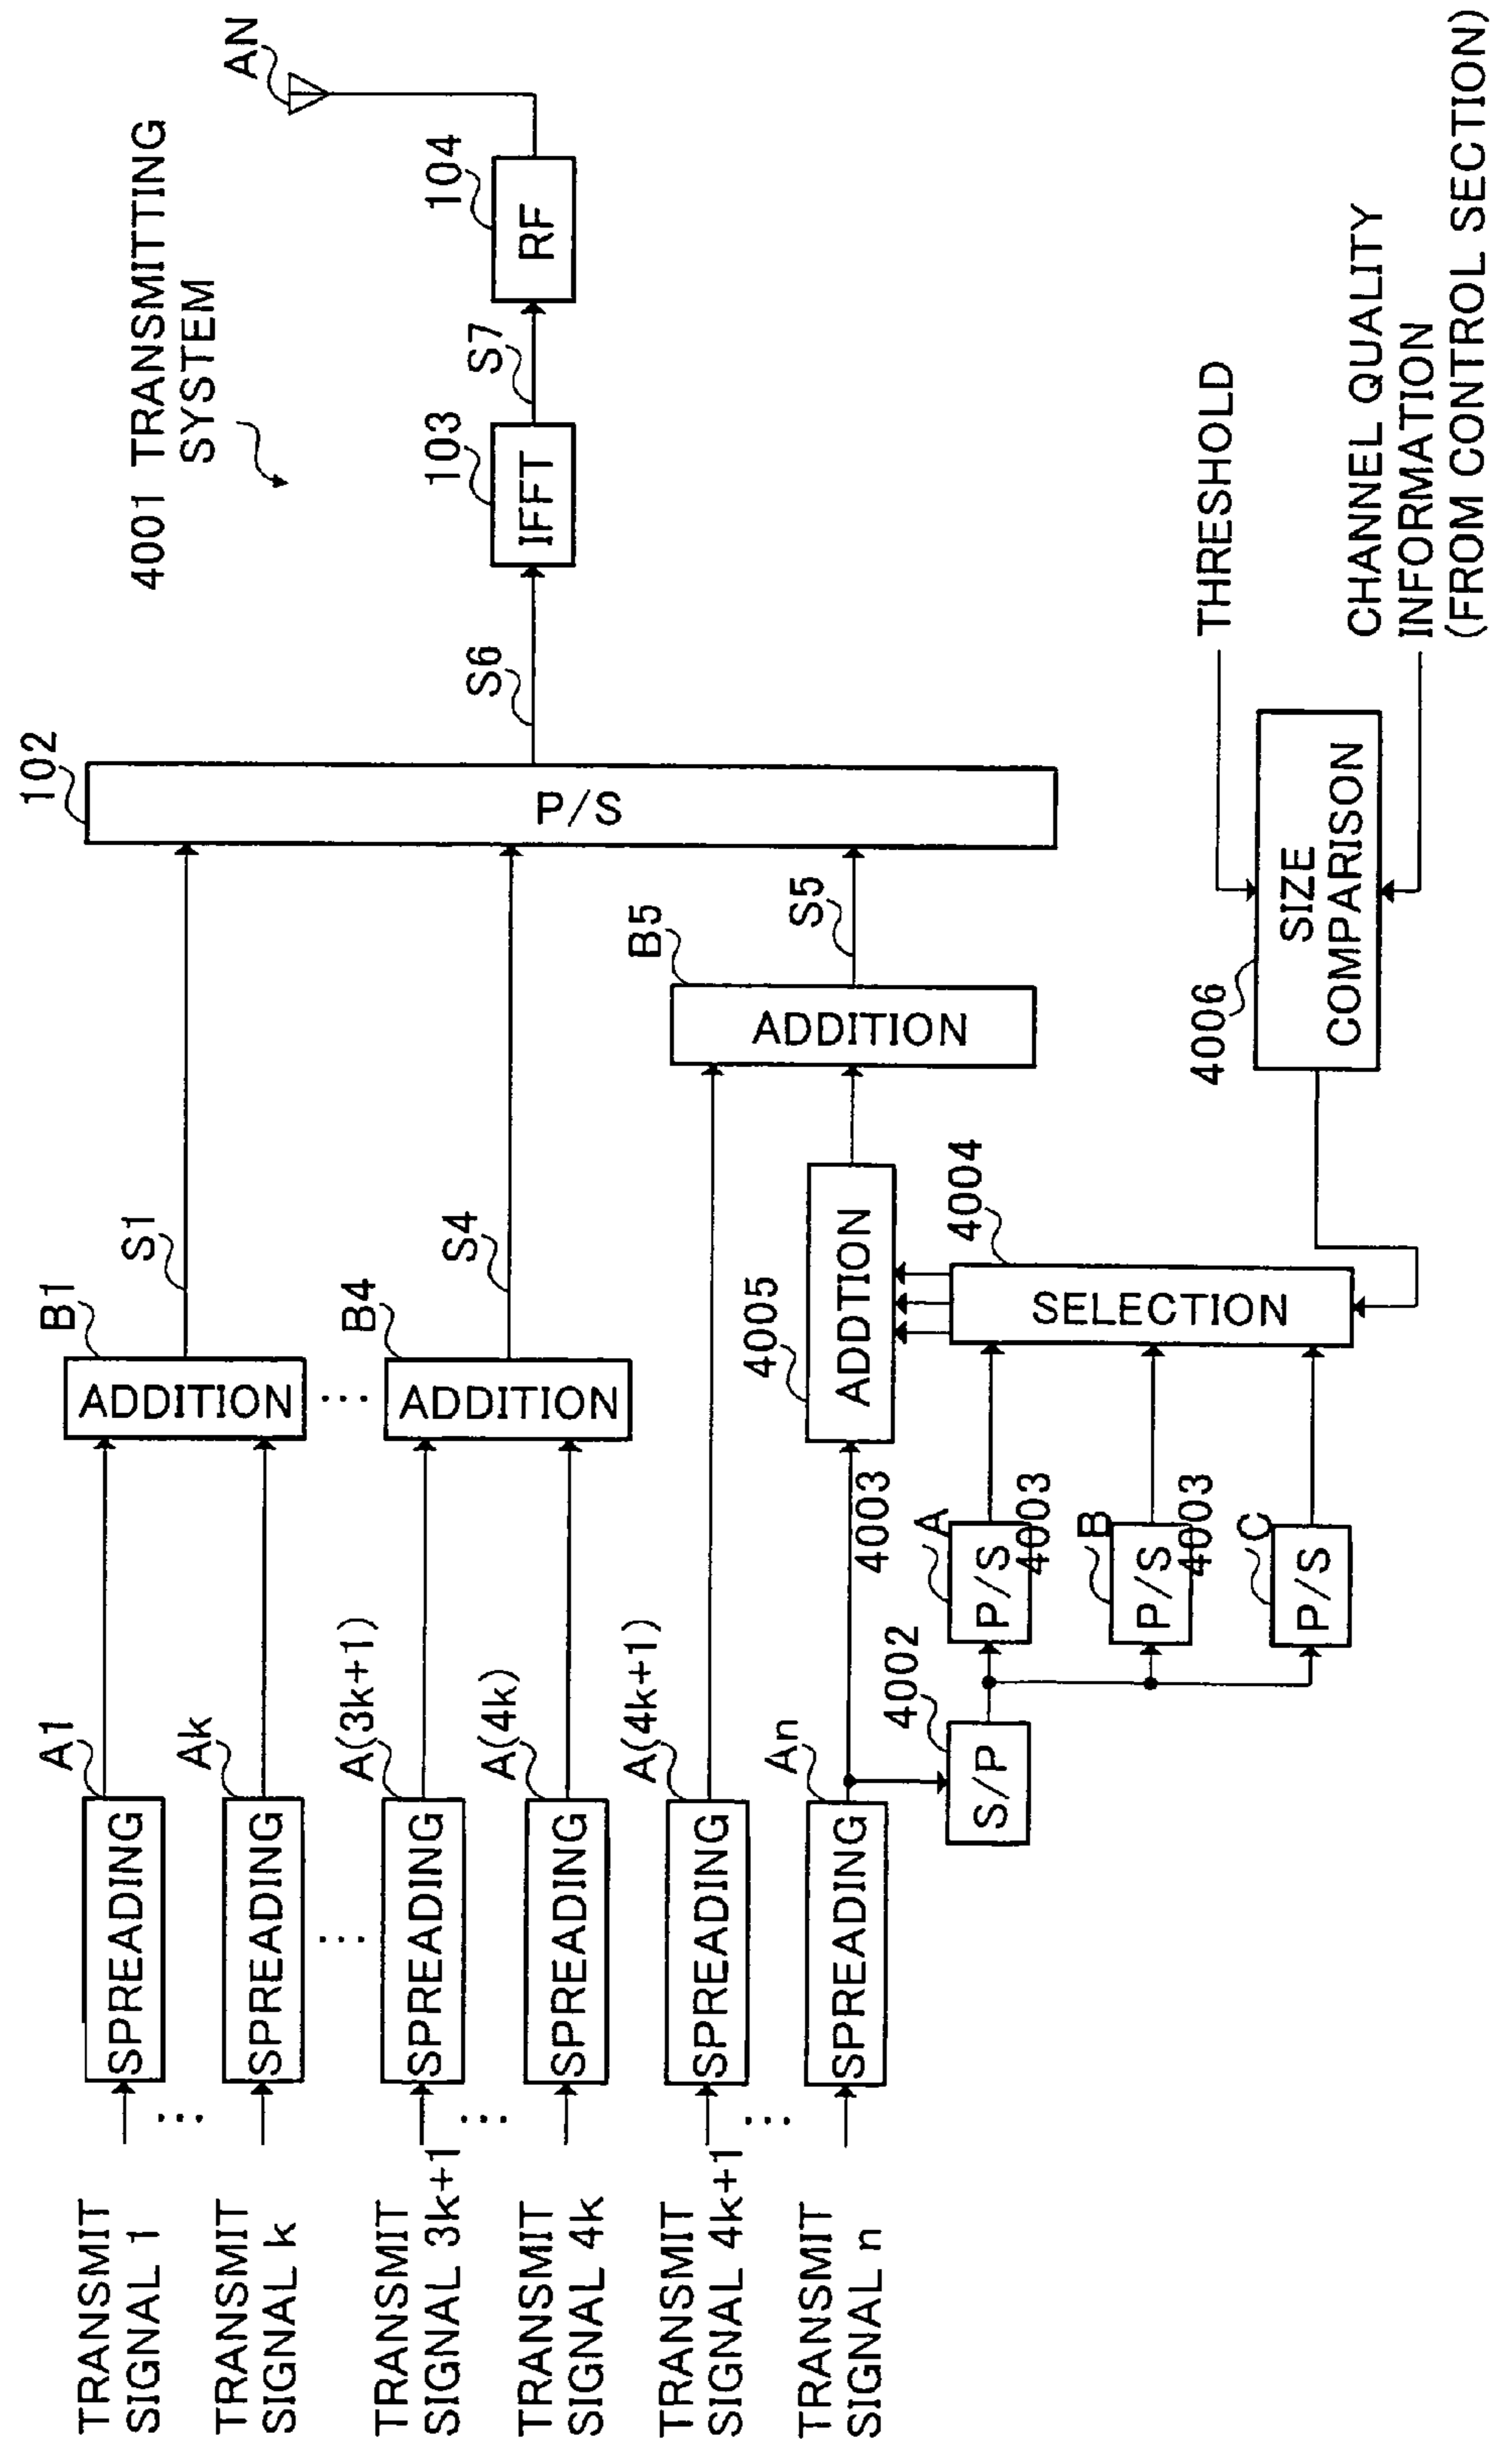 4001 TRANSMITTING
SYSTEM
AN
102
103
104
P/S
S6
IFFT
S7
RF
TRANSMIT
SIGNAL 1
SPREADING
A1
ADDITION
B1
S1
...
TRANSMIT
SIGNAL k
SPREADING
Ak
...
...
TRANSMIT
SIGNAL 3k+1
SPREADING
A(3k+1)
ADDITION
B4
S4
...
TRANSMIT
SIGNAL 4k
SPREADING
A(4k)
TRANSMIT
SIGNAL 4k+1
SPREADING
A(4k+1)
ADDITION
B5
S5
...
TRANSMIT
SIGNAL n
SPREADING
An
4005
ADDTION
4002
S/P
4003
A
P/S
4003
B
P/S
4003
C
P/S
4004
SELECTION
4006
SIZE
COMPARISON
THRESHOLD
CHANNEL QUALITY
INFORMATION
(FROM CONTROL SECTION)